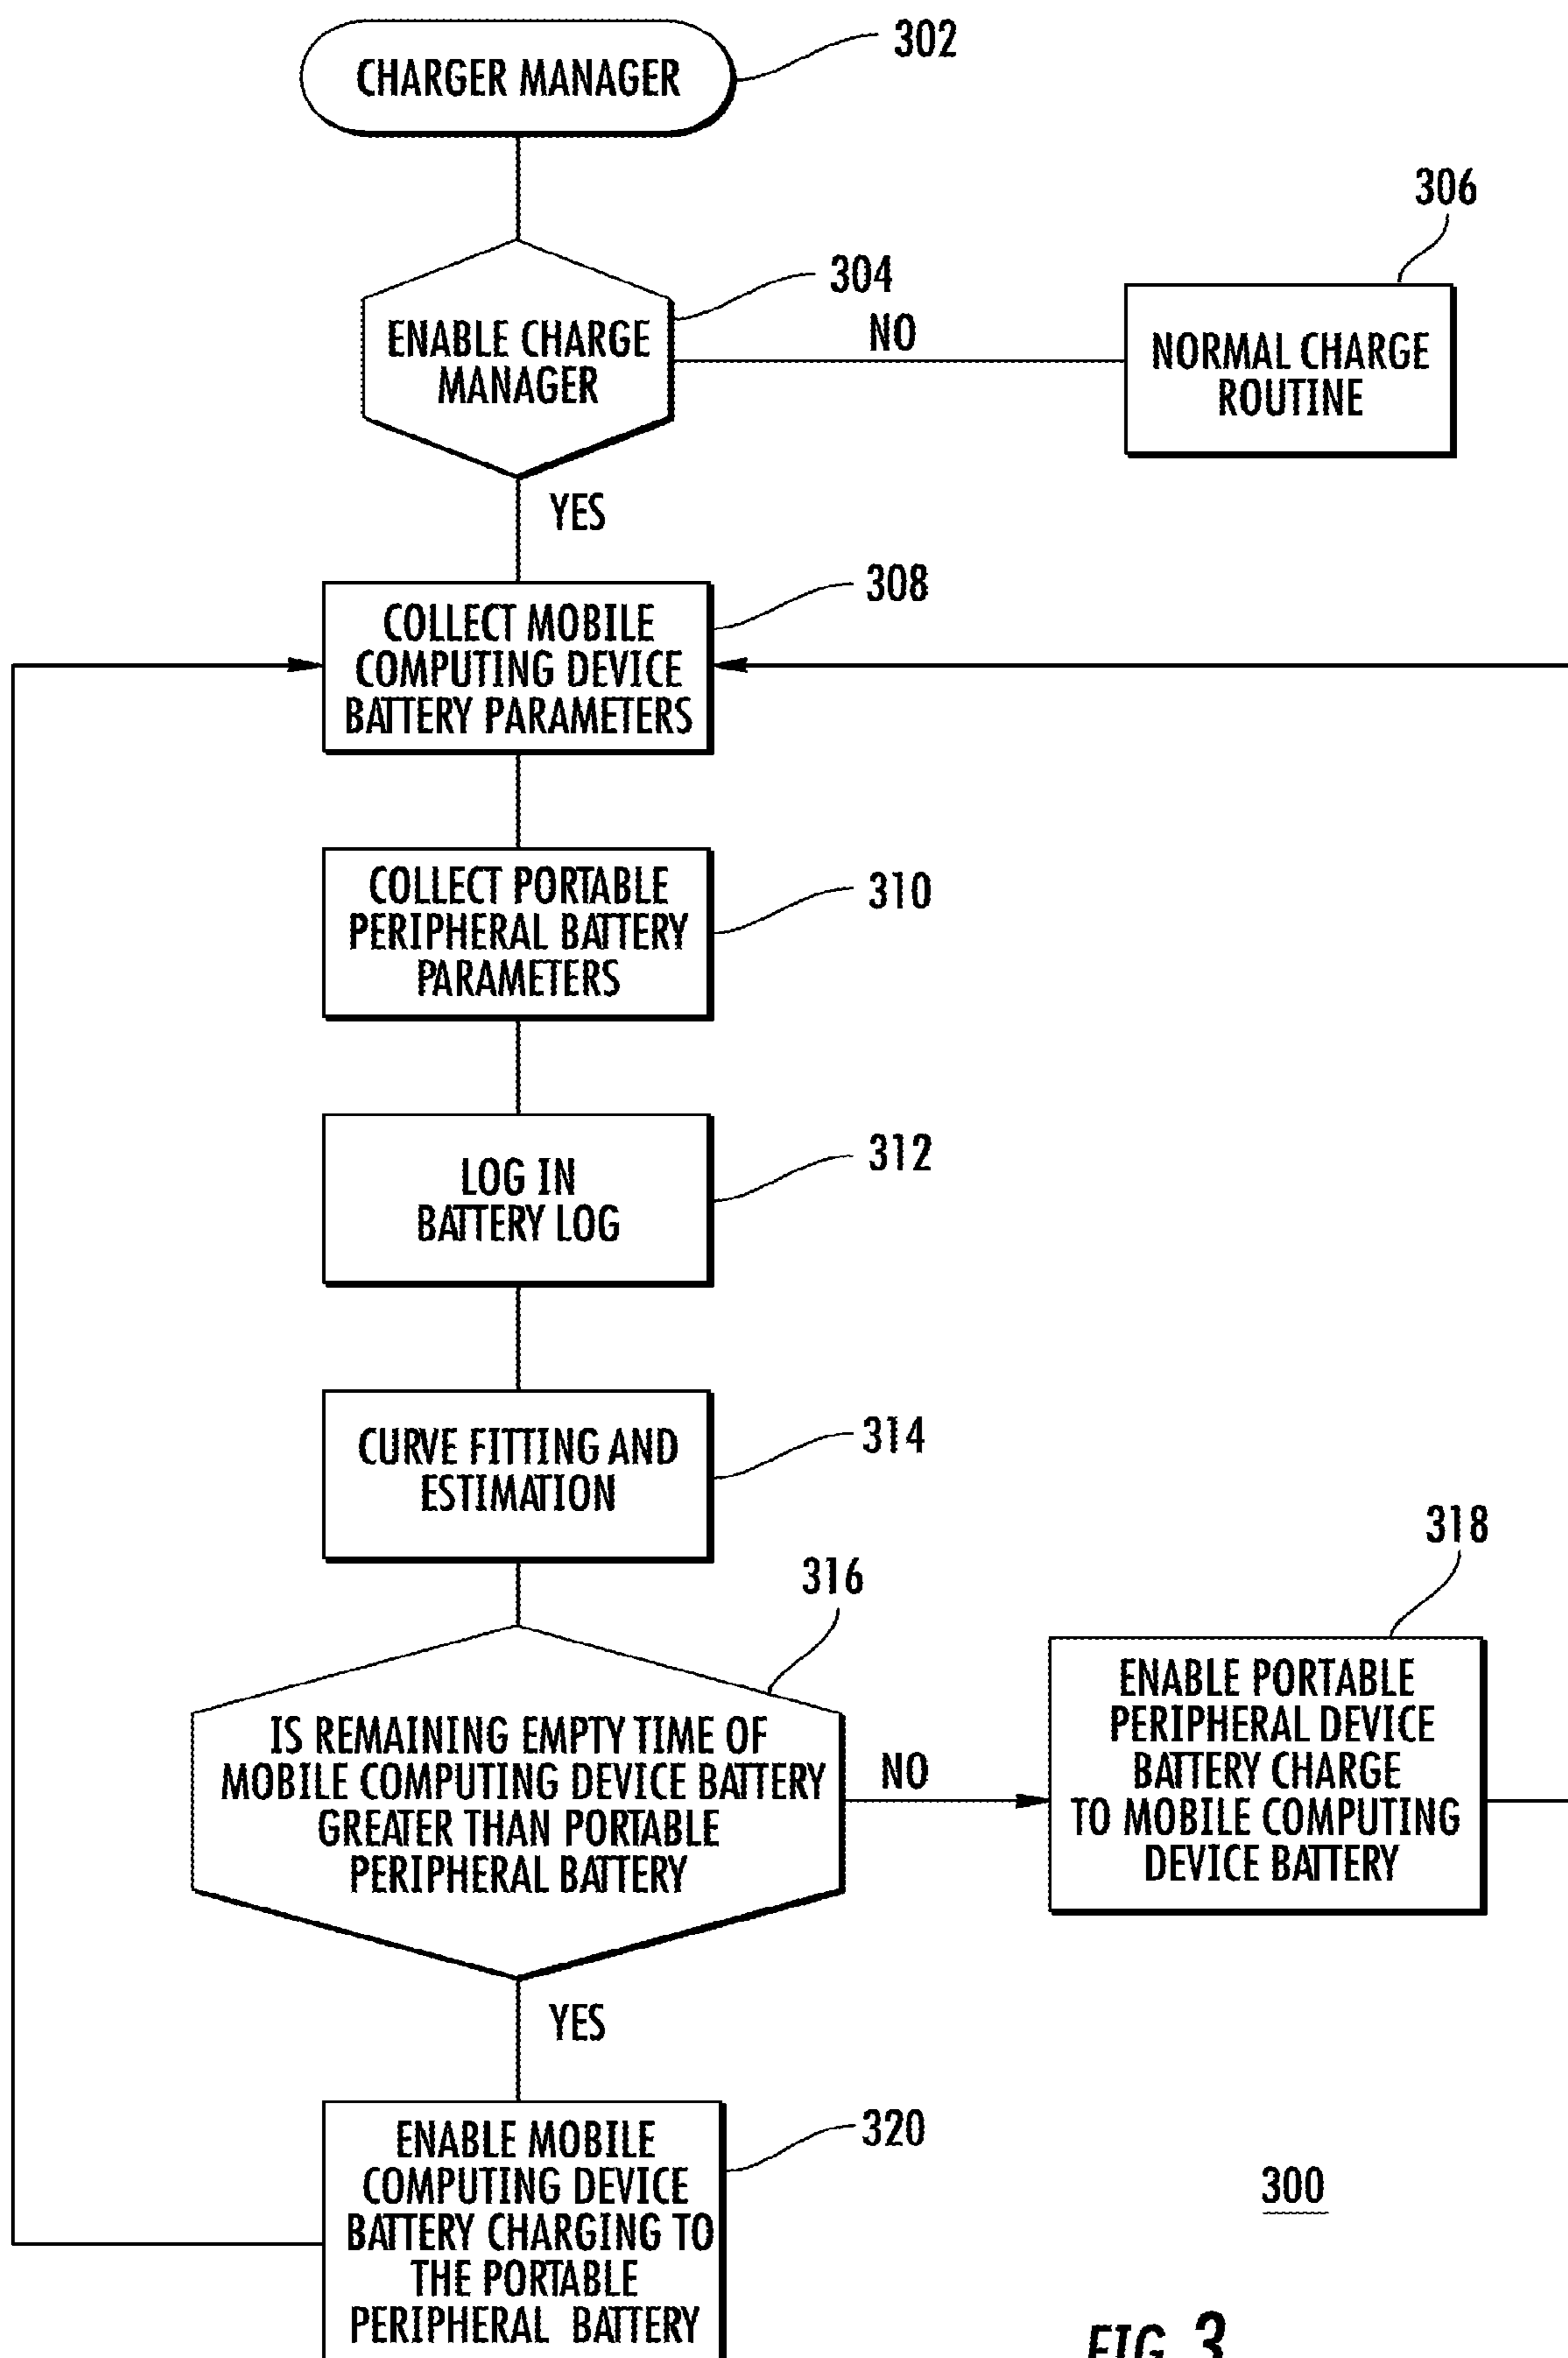 CHARGER MANAGER
302
306
304
ENABLE CHARGE
MANAGER
NO
NORMAL CHARGE
ROUTINE
YES
308
COLLECT MOBILE
COMPUTING DEVICE
BATTERY PARAMETERS
310
COLLECT PORTABLE
PERIPHERAL BATTERY
PARAMETERS
312
LOG IN
BATTERY LOG
314
CURVE FITTING AND
ESTIMATION
316
318
IS REMAINING EMPTY TIME OF
MOBILE COMPUTING DEVICE BATTERY
GREATER THAN PORTABLE
PERIPHERAL BATTERY
NO
ENABLE PORTABLE
PERIPHERAL DEVICE
BATTERY CHARGE
TO MOBILE COMPUTING
DEVICE BATTERY
YES
320
ENABLE MOBILE
COMPUTING DEVICE
BATTERY CHARGING TO
THE PORTABLE
PERIPHERAL BATTERY
300
FIG. 3